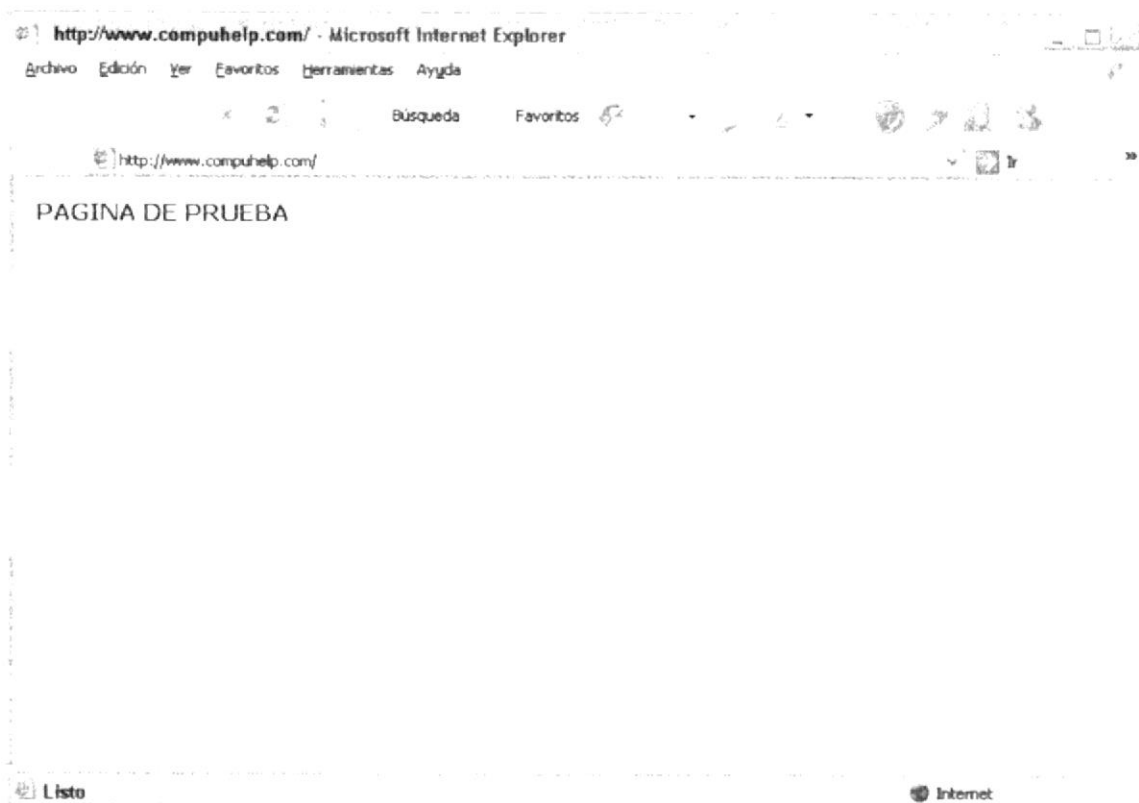 http://www.compuhelp.com/ - Microsoft Internet Explorer
Archivo Edición Ver Favoritos Herramientas Ayuda
Búsqueda Favoritos
http://www.compuhelp.com/ Ir »
PAGINA DE PRUEBA
Listo Internet